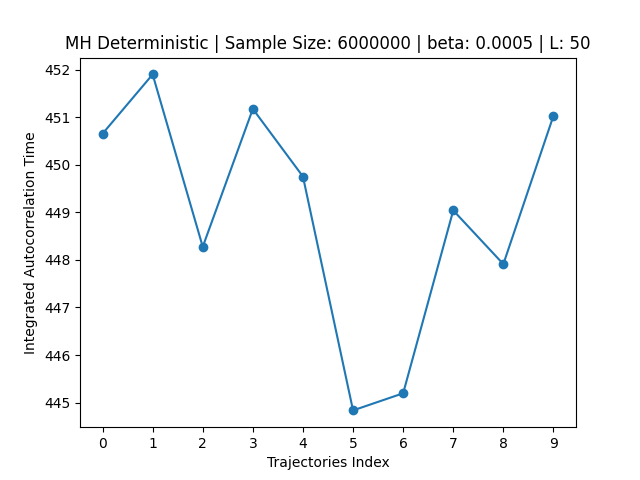 MH Deterministic | Sample Size: 6000000 | beta: 0.0005 | L: 50
452
451
450
449
448
447
446
445
Integrated Autocorrelation Time
0 1 2 3 4 5 6 7 8 9
Trajectories Index